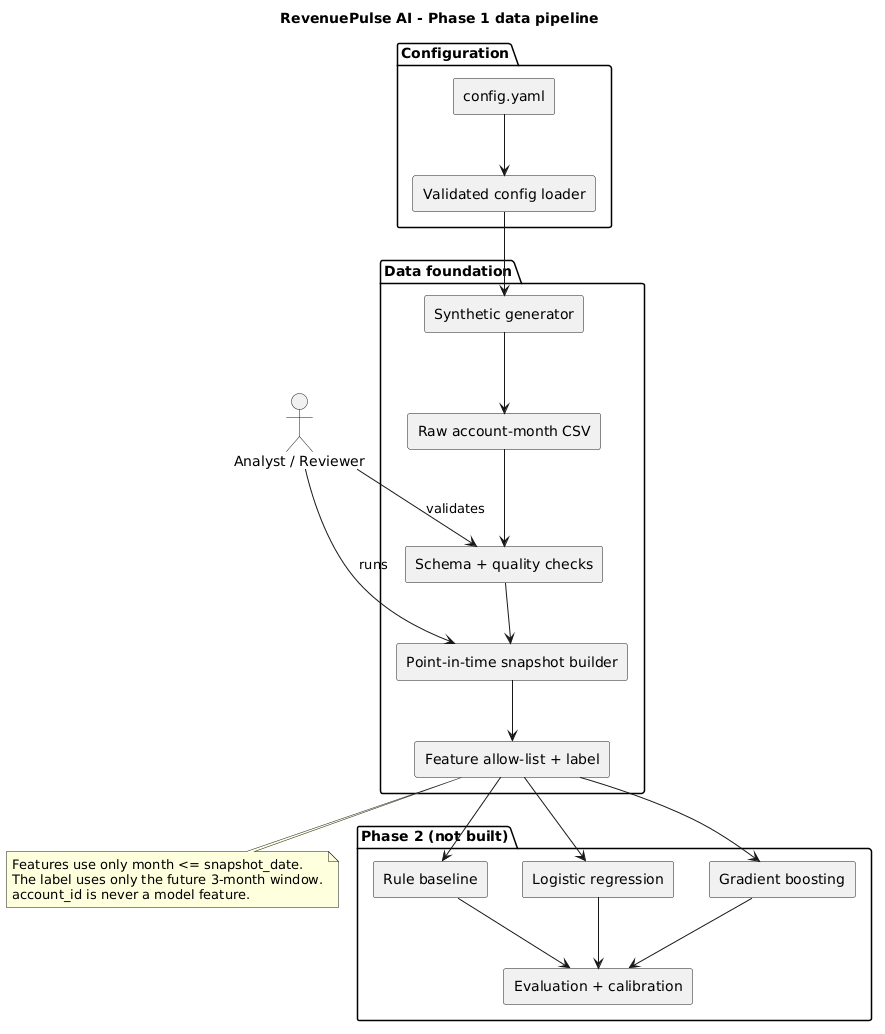 RevenuePulse AI - Phase 1 data pipeline
Configuration
config.yaml
Validated config loader
Data foundation
Synthetic generator
Raw account-month CSV
Analyst / Reviewer
validates
Schema + quality checks
runs
Point-in-time snapshot builder
Feature allow-list + label
Features use only month <= snapshot_date.
The label uses only the future 3-month window.
account_id is never a model feature.
Phase 2 (not built)
Rule baseline
Logistic regression
Gradient boosting
Evaluation + calibration